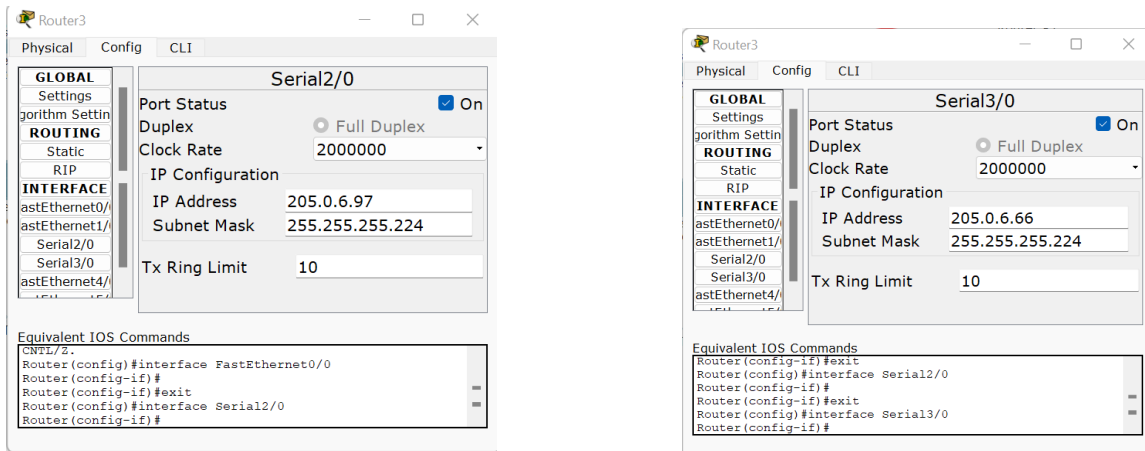 Router3
Physical Config CLI
GLOBAL
Settings
gorithm Settin
ROUTING
Static
RIP
INTERFACE
astEthernet0/
astEthernet1/
Serial2/0
Serial3/0
astEthernet4/
Serial2/0
Port Status On
Duplex Full Duplex
Clock Rate 2000000
IP Configuration
IP Address 205.0.6.97
Subnet Mask 255.255.255.224
Tx Ring Limit 10
Equivalent IOS Commands
CNTL/Z.
Router(config)#interface FastEthernet0/0
Router(config-if)#
Router(config-if)#exit
Router(config)#interface Serial2/0
Router(config-if)#
Router3
Physical Config CLI
GLOBAL
Settings
gorithm Settin
ROUTING
Static
RIP
INTERFACE
astEthernet0/
astEthernet1/
Serial2/0
Serial3/0
astEthernet4/
Serial3/0
Port Status On
Duplex Full Duplex
Clock Rate 2000000
IP Configuration
IP Address 205.0.6.66
Subnet Mask 255.255.255.224
Tx Ring Limit 10
Equivalent IOS Commands
Router(config-if)#exit
Router(config)#interface Serial2/0
Router(config-if)#
Router(config-if)#exit
Router(config)#interface Serial3/0
Router(config-if)#